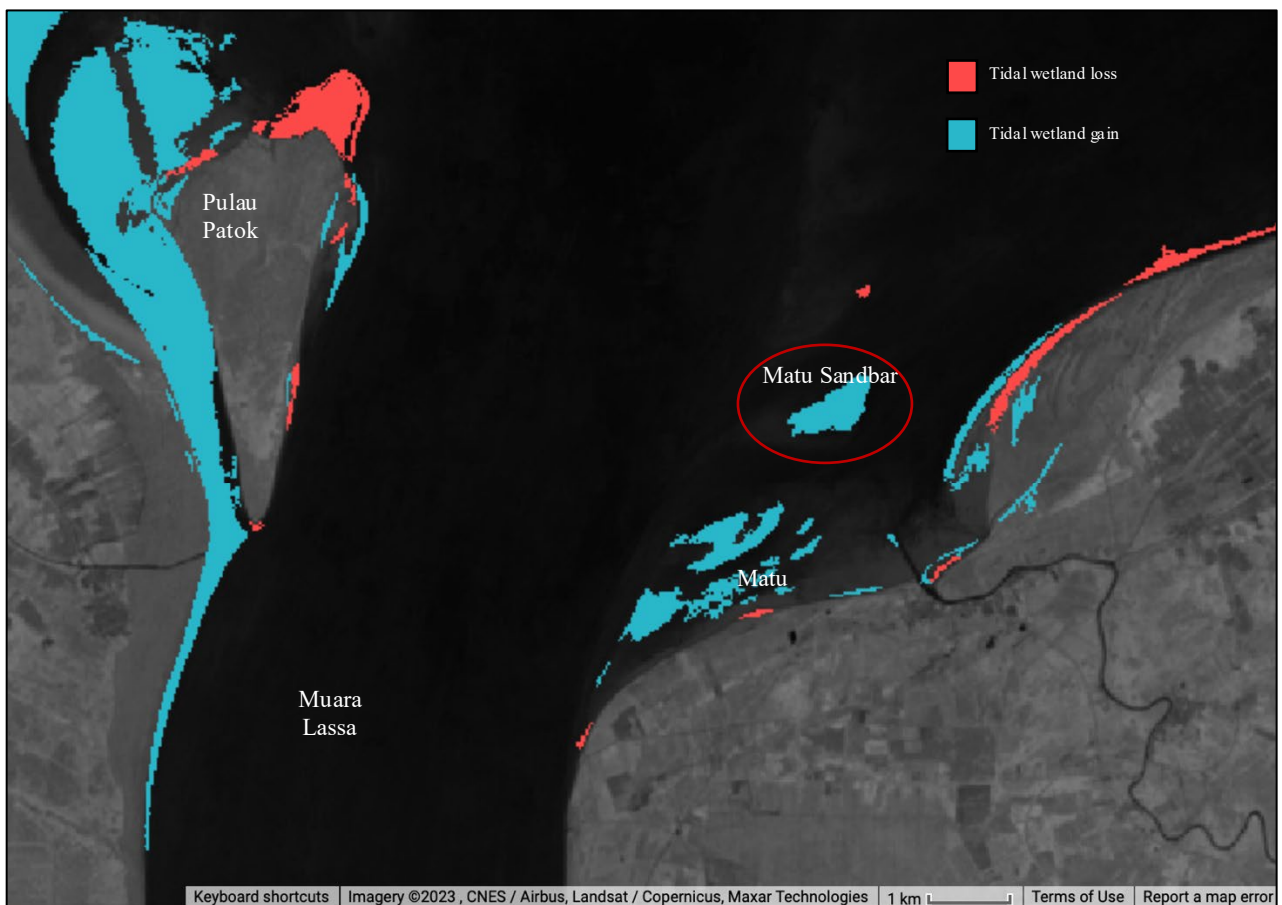 Tidal wetland loss
Tidal wetland gain
Pulau
Patok
Matu Sandbar
Matu
Muara
Lassa
Keyboard shortcuts
Imagery ©2023 , CNES / Airbus, Landsat / Copernicus, Maxar Technologies
1 km
Terms of Use
Report a map error